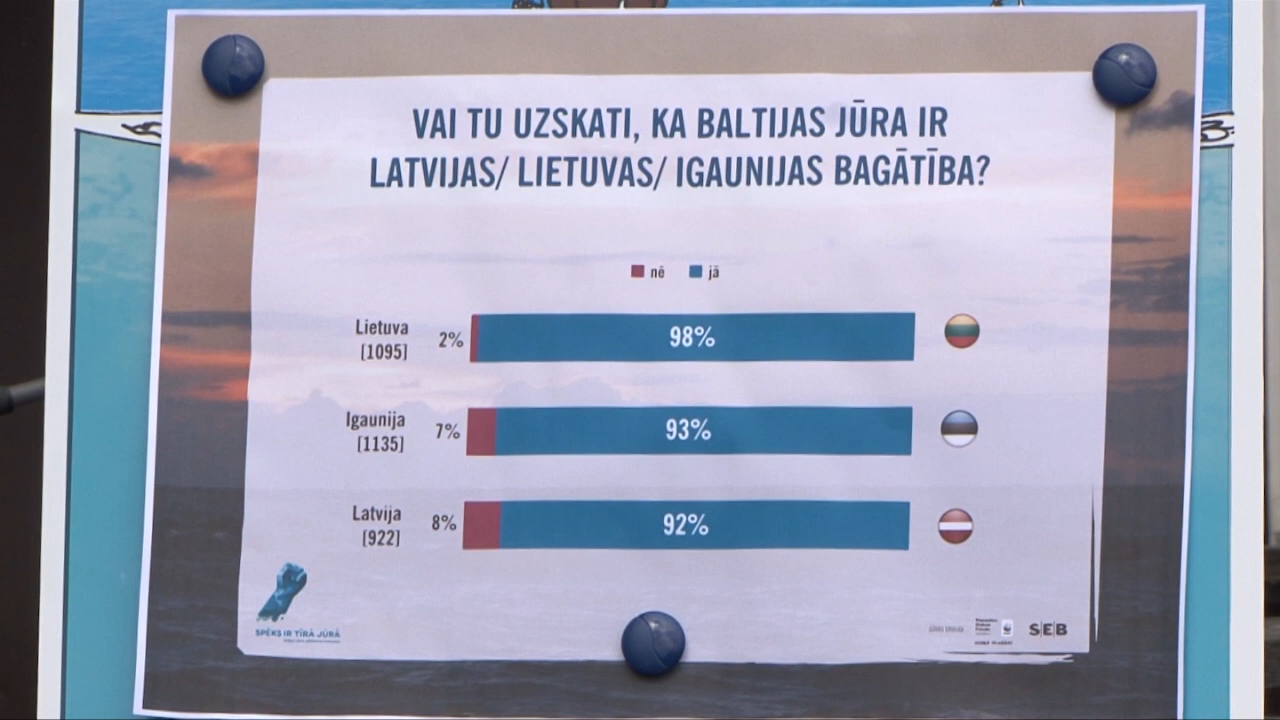 VAI TU UZSKATI, KA BALTIJAS JŪRA IR
LATVIJAS/ LIETUVAS/ IGAUNIJAS BAGĀTĪBA?
nē jā
Lietuva
[1095]
2% 98%
Igaunija
[1135]
7% 93%
Latvija
[922]
8% 92%
SPĒKS IR TĪRĀ JŪRĀ
SEB